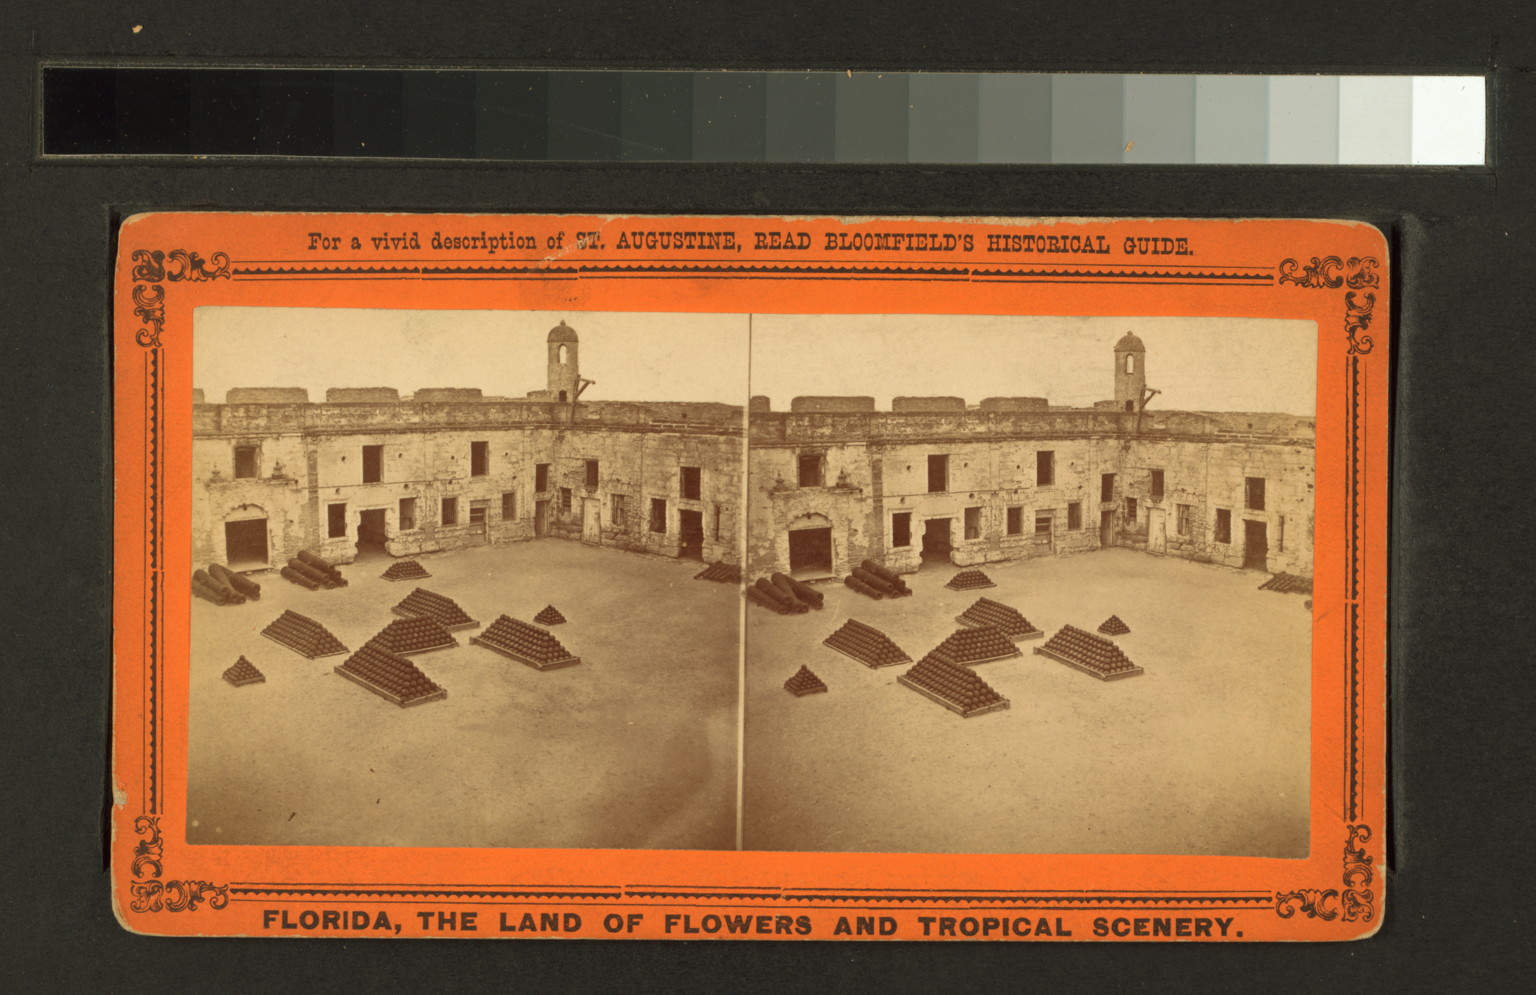 For a vivid description of ST. AUGUSTINE, READ BLOOMFIELD'S HISTORICAL GUIDE.
FLORIDA, THE LAND OF FLOWERS AND TROPICAL SCENERY.